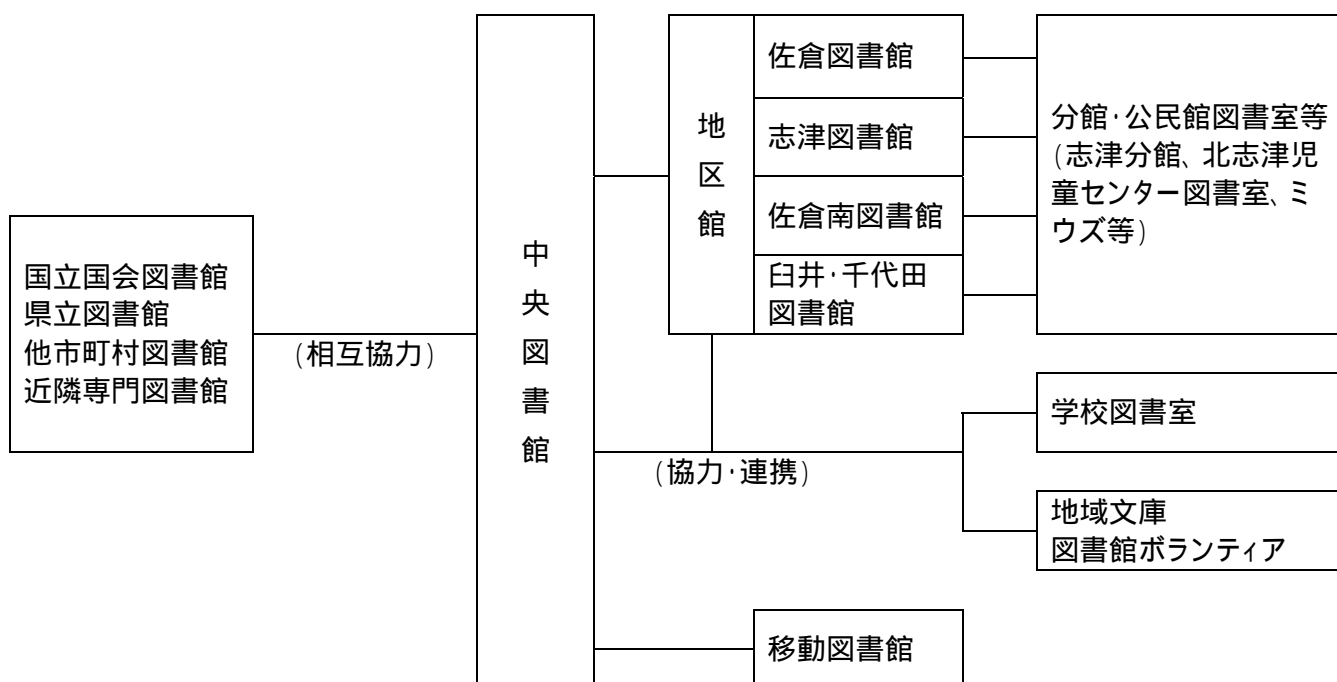 国立国会図書館
県立図書館
他市町村図書館
近隣専門図書館
(相互協力)
中央図書館
地区館
佐倉図書館
志津図書館
佐倉南図書館
臼井・千代田
図書館
分館・公民館図書室等
(志津分館、北志津児
童センター図書室、ミ
ウズ等)
(協力・連携)
学校図書室
地域文庫
図書館ボランティア
移動図書館